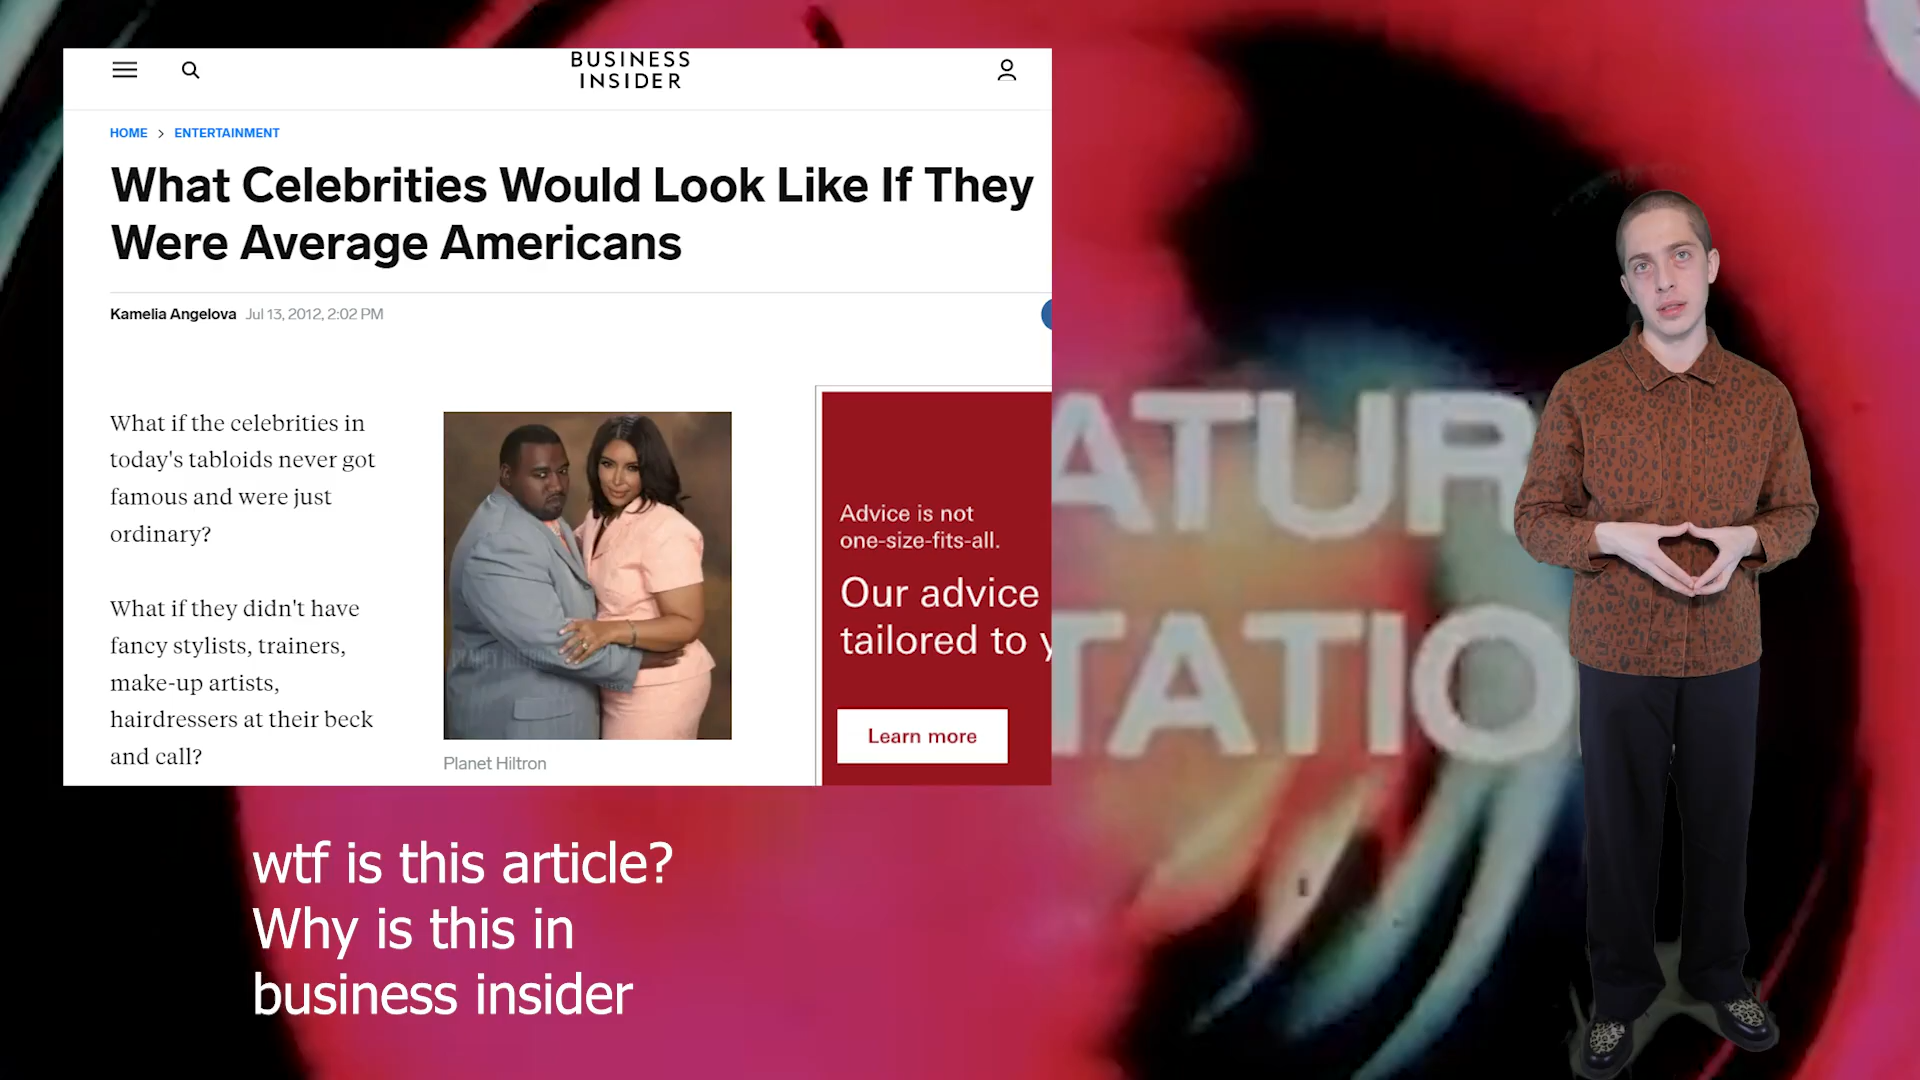 BUSINESS
INSIDER
HOME > ENTERTAINMENT
What Celebrities Would Look Like If They
Were Average Americans
Kamelia Angelova Jul 13, 2012, 2:02 PM
What if the celebrities in
today's tabloids never got
famous and were just
ordinary?
What if they didn't have
fancy stylists, trainers,
make-up artists,
hairdressers at their beck
and call?
PLANET HILTRON
Planet Hiltron
Advice is not
one-size-fits-all.
Our advice
tailored to y
Learn more
ATUR
TATIO
wtf is this article?
Why is this in
business insider